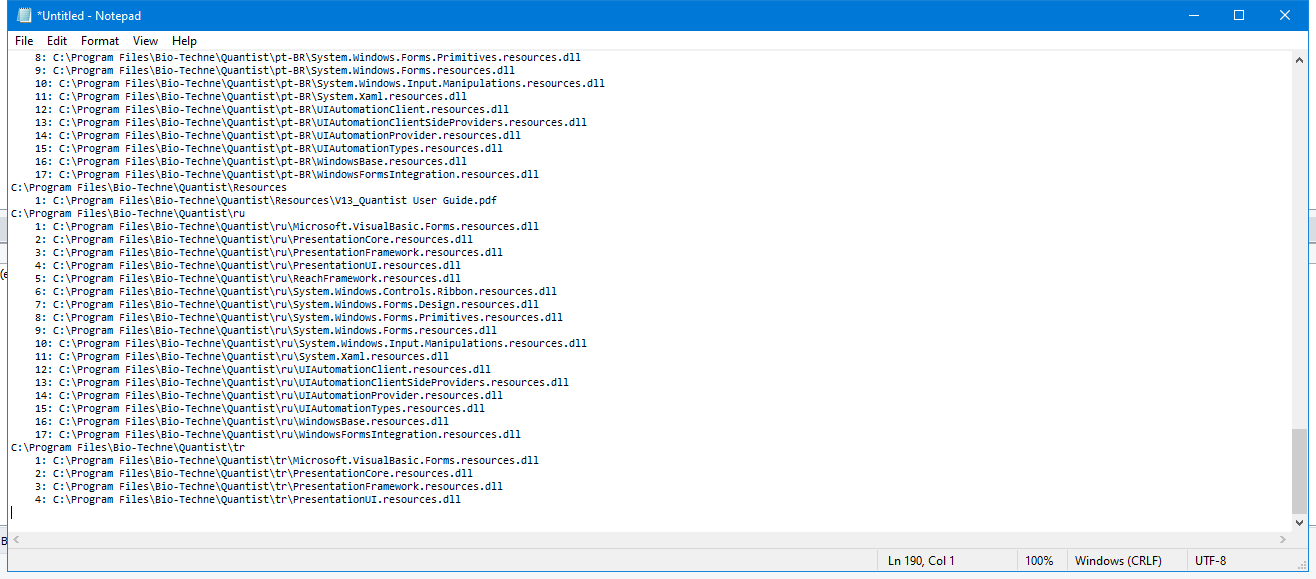 *Untitled - Notepad
File Edit Format View Help
8: C:\Program Files\Bio-Techne\Quantist\pt-BR\System.Windows.Forms.Primitives.resources.dll
9: C:\Program Files\Bio-Techne\Quantist\pt-BR\System.Windows.Forms.resources.dll
10: C:\Program Files\Bio-Techne\Quantist\pt-BR\System.Windows.Input.Manipulations.resources.dll
11: C:\Program Files\Bio-Techne\Quantist\pt-BR\System.Xaml.resources.dll
12: C:\Program Files\Bio-Techne\Quantist\pt-BR\UIAutomationClient.resources.dll
13: C:\Program Files\Bio-Techne\Quantist\pt-BR\UIAutomationClientSideProviders.resources.dll
14: C:\Program Files\Bio-Techne\Quantist\pt-BR\UIAutomationProvider.resources.dll
15: C:\Program Files\Bio-Techne\Quantist\pt-BR\UIAutomationTypes.resources.dll
16: C:\Program Files\Bio-Techne\Quantist\pt-BR\WindowsBase.resources.dll
17: C:\Program Files\Bio-Techne\Quantist\pt-BR\WindowsFormsIntegration.resources.dll
C:\Program Files\Bio-Techne\Quantist\Resources
1: C:\Program Files\Bio-Techne\Quantist\Resources\V13_Quantist User Guide.pdf
C:\Program Files\Bio-Techne\Quantist\ru
1: C:\Program Files\Bio-Techne\Quantist\ru\Microsoft.VisualBasic.Forms.resources.dll
2: C:\Program Files\Bio-Techne\Quantist\ru\PresentationCore.resources.dll
3: C:\Program Files\Bio-Techne\Quantist\ru\PresentationFramework.resources.dll
4: C:\Program Files\Bio-Techne\Quantist\ru\PresentationUI.resources.dll
5: C:\Program Files\Bio-Techne\Quantist\ru\ReachFramework.resources.dll
6: C:\Program Files\Bio-Techne\Quantist\ru\System.Windows.Controls.Ribbon.resources.dll
7: C:\Program Files\Bio-Techne\Quantist\ru\System.Windows.Forms.Design.resources.dll
8: C:\Program Files\Bio-Techne\Quantist\ru\System.Windows.Forms.Primitives.resources.dll
9: C:\Program Files\Bio-Techne\Quantist\ru\System.Windows.Forms.resources.dll
10: C:\Program Files\Bio-Techne\Quantist\ru\System.Windows.Input.Manipulations.resources.dll
11: C:\Program Files\Bio-Techne\Quantist\ru\System.Xaml.resources.dll
12: C:\Program Files\Bio-Techne\Quantist\ru\UIAutomationClient.resources.dll
13: C:\Program Files\Bio-Techne\Quantist\ru\UIAutomationClientSideProviders.resources.dll
14: C:\Program Files\Bio-Techne\Quantist\ru\UIAutomationProvider.resources.dll
15: C:\Program Files\Bio-Techne\Quantist\ru\UIAutomationTypes.resources.dll
16: C:\Program Files\Bio-Techne\Quantist\ru\WindowsBase.resources.dll
17: C:\Program Files\Bio-Techne\Quantist\ru\WindowsFormsIntegration.resources.dll
C:\Program Files\Bio-Techne\Quantist\tr
1: C:\Program Files\Bio-Techne\Quantist\tr\Microsoft.VisualBasic.Forms.resources.dll
2: C:\Program Files\Bio-Techne\Quantist\tr\PresentationCore.resources.dll
3: C:\Program Files\Bio-Techne\Quantist\tr\PresentationFramework.resources.dll
4: C:\Program Files\Bio-Techne\Quantist\tr\PresentationUI.resources.dll
Ln 190, Col 1 100% Windows (CRLF) UTF-8